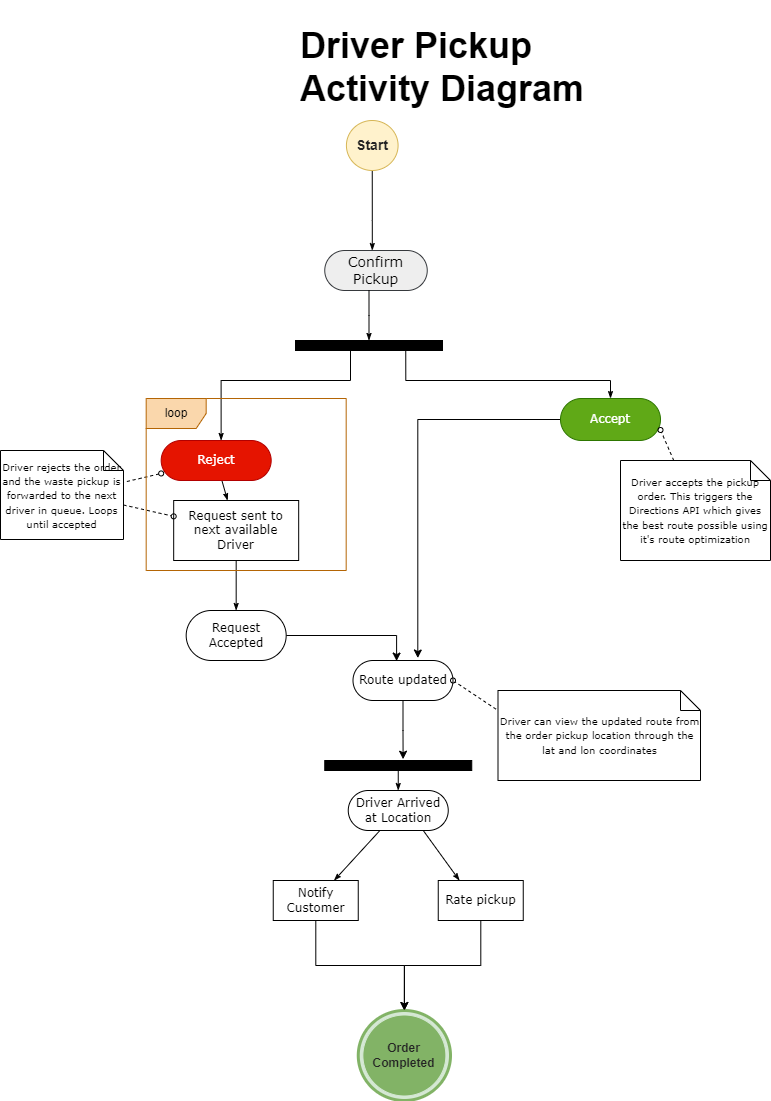 Driver Pickup
Activity Diagram
Start
Confirm
Pickup
loop
Reject
Accept
Driver rejects the order
and the waste pickup is
forwarded to the next
driver in queue. Loops
until accepted
Request sent to
next available
Driver
Driver accepts the pickup
order. This triggers the
Directions API which gives
the best route possible using
it's route optimization
Request
Accepted
Route updated
Driver can view the updated route from
the order pickup location through the
lat and lon coordinates
Driver Arrived
at Location
Notify
Customer
Rate pickup
Order
Completed